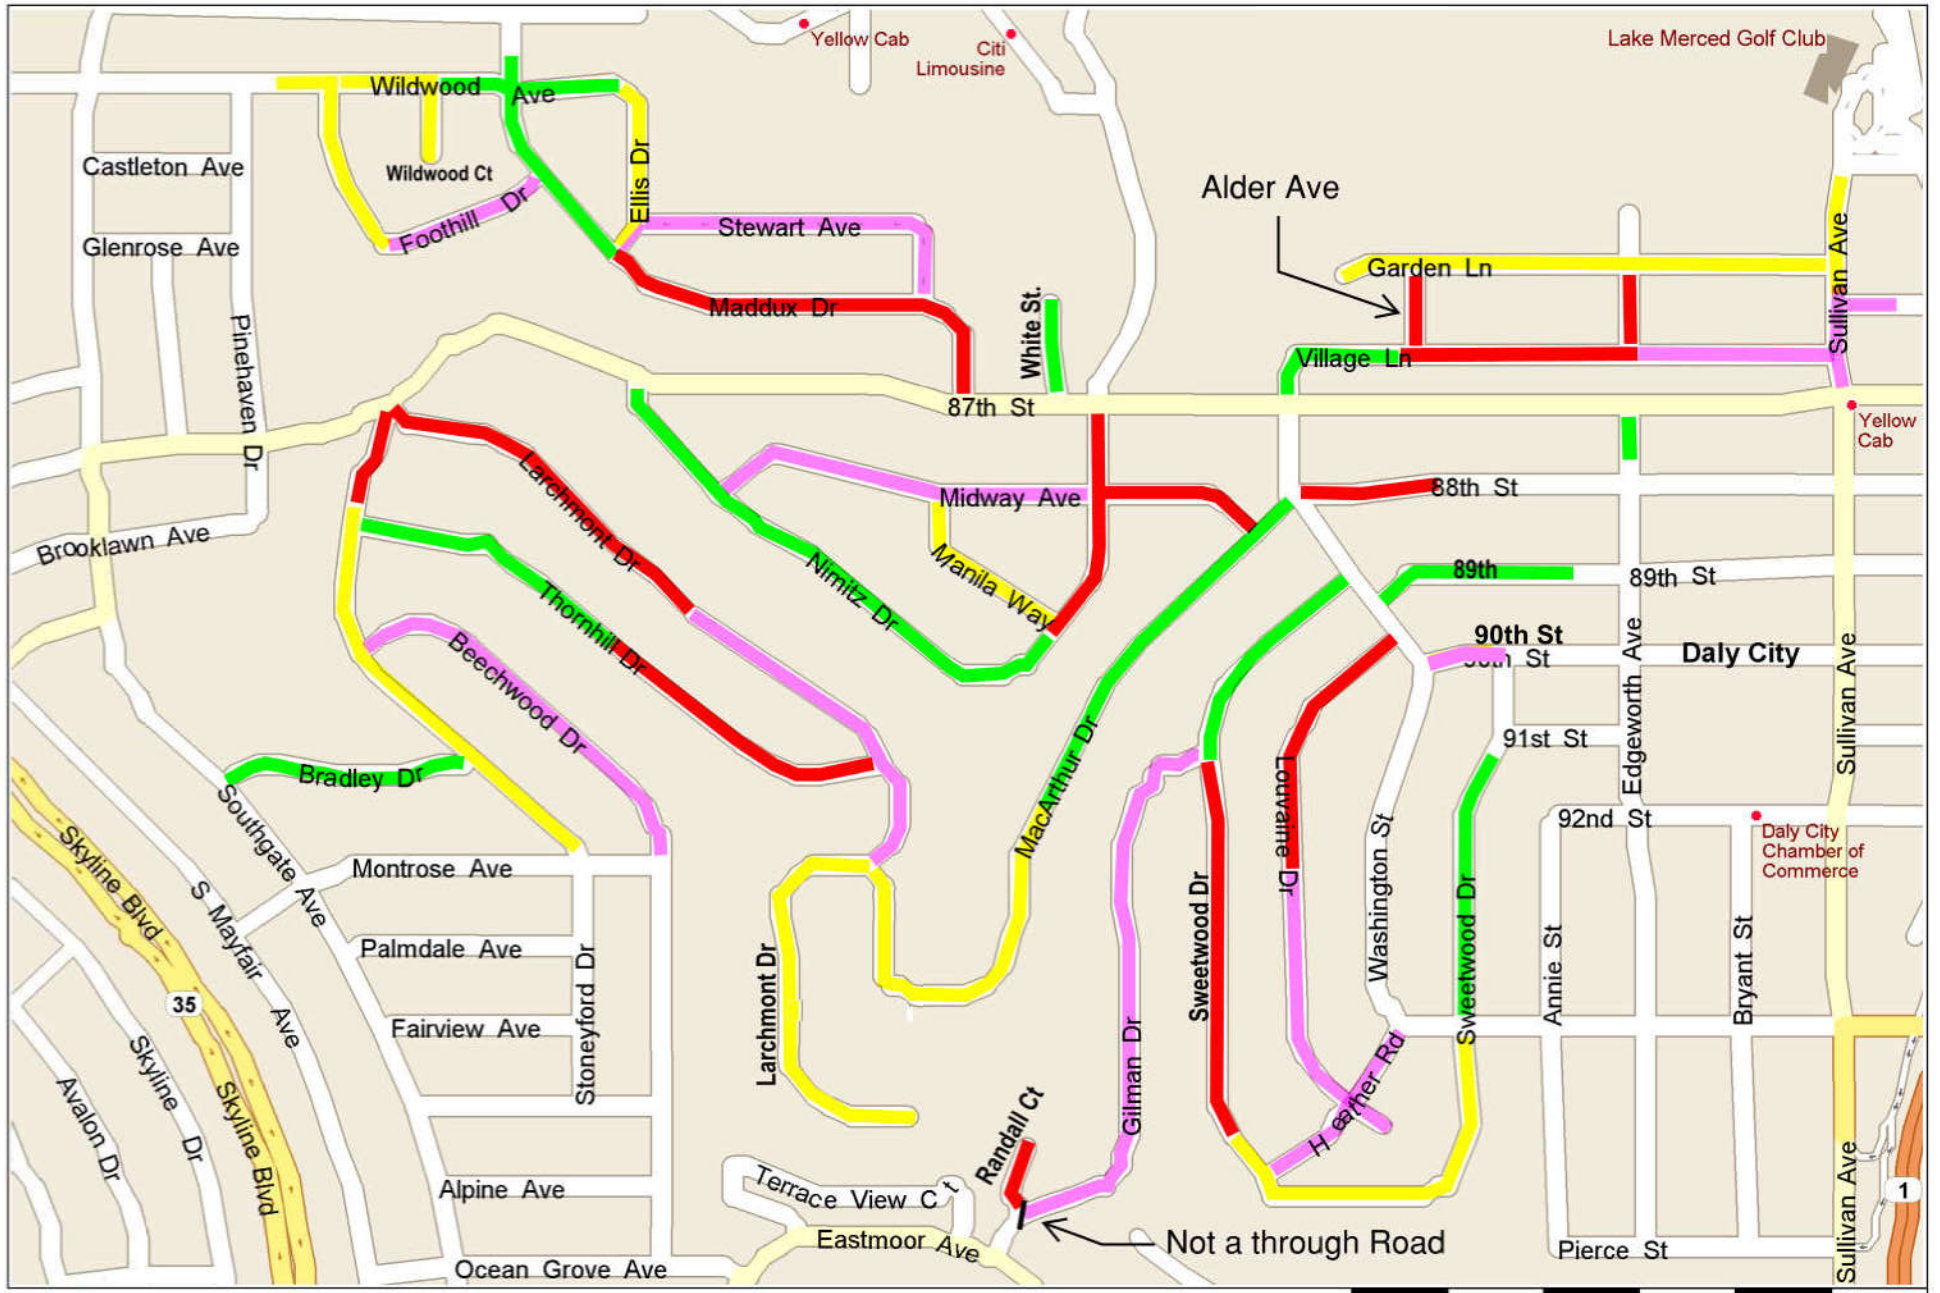 Yellow Cab
Citi
Limousine
Lake Merced Golf Club
Wildwood Ave
Castleton Ave
Wildwood Ct
Ellis Dr
Foothill Dr
Stewart Ave
Alder Ave
Glenrose Ave
Garden Ln
Sullivan Ave
Maddux Dr
White St.
Pinehaven Dr
Village Ln
87th St
Yellow
Cab
Larchmont Dr
Midway Ave
88th St
Brooklawn Ave
Manila Way
Nimitz Dr
89th
89th St
Thornhill Dr
90th St
St
Daly City
Beechwood Dr
Edgeworth Ave
Sullivan Ave
91st St
Bradley Dr
MacArthur Dr
Louvaine Dr
Southgate Ave
92nd St
Daly City
Chamber of
Commerce
Skyline Blvd
Montrose Ave
S Mayfair Ave
Washington St
Sweetwood Dr
Sweetwood Dr
Palmdale Ave
Larchmont Dr
Annie St
Bryant St
35
Fairview Ave
Stoneyford Dr
Skyline Dr
Gilman Dr
Heather Rd
Avalon Dr
Skyline Blvd
Randall Ct
Alpine Ave
Terrace View Ct
1
Not a through Road
Eastmoor Ave
Pierce St
Sullivan Ave
Ocean Grove Ave